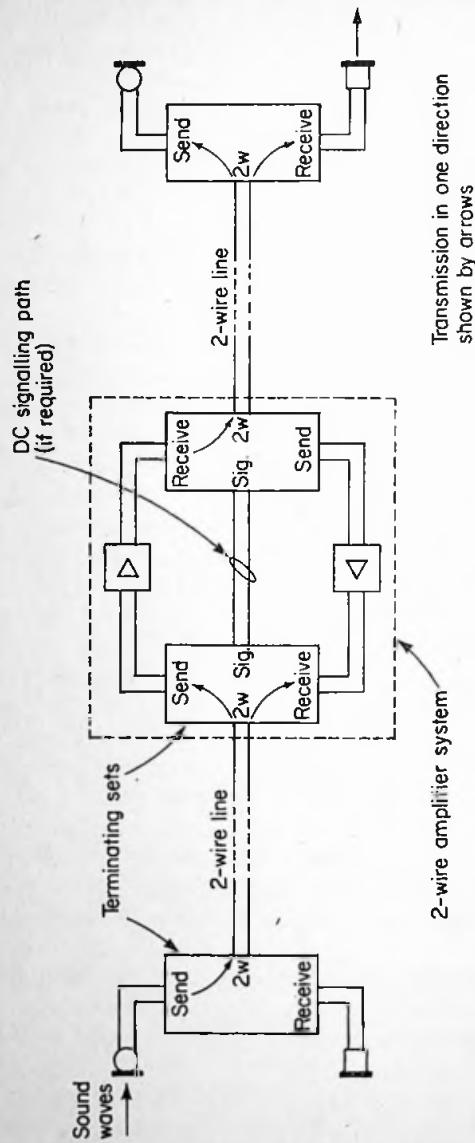 Sound
waves
Terminating sets
DC signalling path
(if required)
Send
2w
Receive
2-wire line
Send
Sig.
2w
Receive
Receive
Sig.
2w
Send
2-wire line
Send
2w
Receive
2-wire amplifier system
Transmission in one direction
shown by arrows